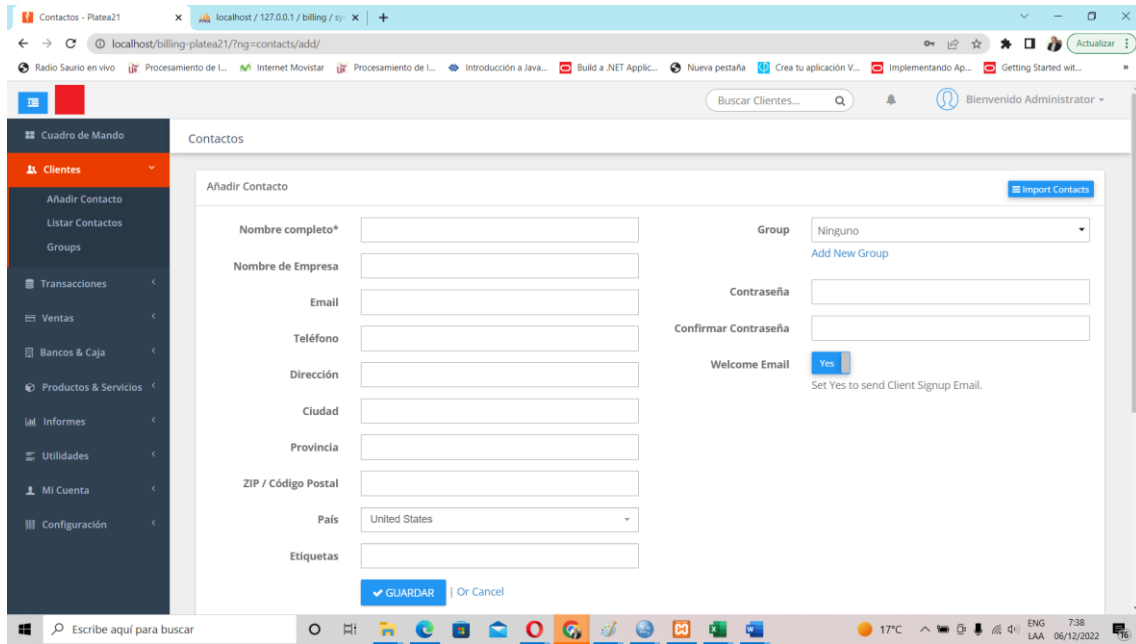 Contactos - Platea21
localhost / 127.0.0.1 / billing / sy
localhost/billing-platea21/?ng=contacts/add/
Actualizar
Radio Saurio en vivo Procesamiento de l... Internet Movistar Procesamiento de l... Introducción a Java... Build a .NET Applic... Nueva pestaña Crea tu aplicación V... Implementando Ap... Getting Started wit... »
Buscar Clientes...
Bienvenido Administrator
Cuadro de Mando
Clientes
Añadir Contacto
Listar Contactos
Groups
Transacciones
Ventas
Bancos & Caja
Productos & Servicios
Informes
Utilidades
Mi Cuenta
Configuración
Contactos
Añadir Contacto
Import Contacts
Nombre completo*
Nombre de Empresa
Email
Teléfono
Dirección
Ciudad
Provincia
ZIP / Código Postal
País United States
Etiquetas
GUARDAR | Or Cancel
Group Ninguno
Add New Group
Contraseña
Confirmar Contraseña
Welcome Email Yes
Set Yes to send Client Signup Email.
Escribe aquí para buscar
17°C
ENG
LAA
7:38
06/12/2022
16